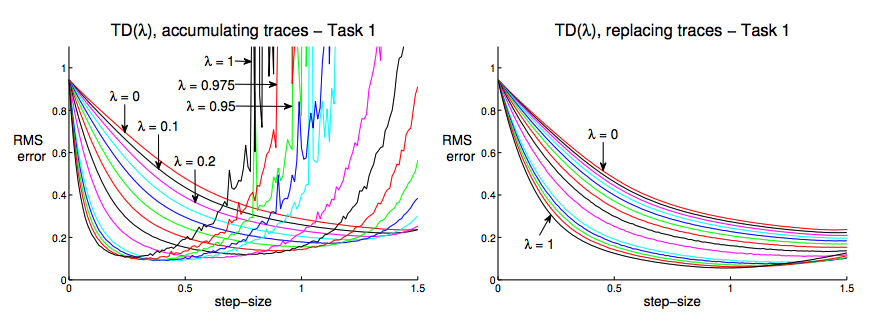 TD(λ), accumulating traces − Task 1
1
0.8
0.6
0.4
0.2
0
RMS
error
λ = 1
λ = 0.975
λ = 0.95
λ = 0
λ = 0.1
λ = 0.2
0
0.5
1
1.5
step−size
TD(λ), replacing traces − Task 1
1
0.8
0.6
0.4
0.2
0
RMS
error
λ = 0
λ = 1
0
0.5
1
1.5
step−size